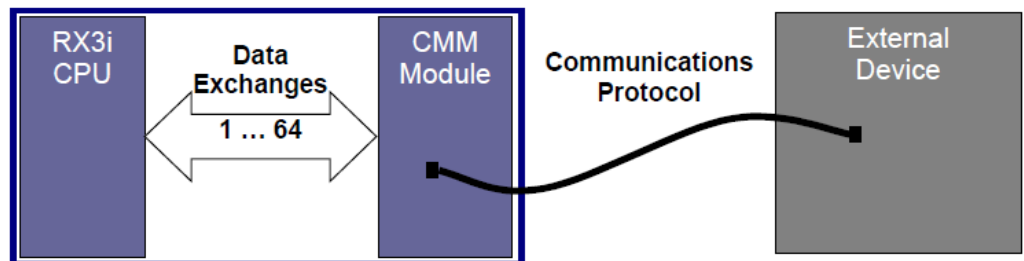 RX3i
CPU
Data
Exchanges
1 ... 64
CMM
Module
Communications
Protocol
External
Device